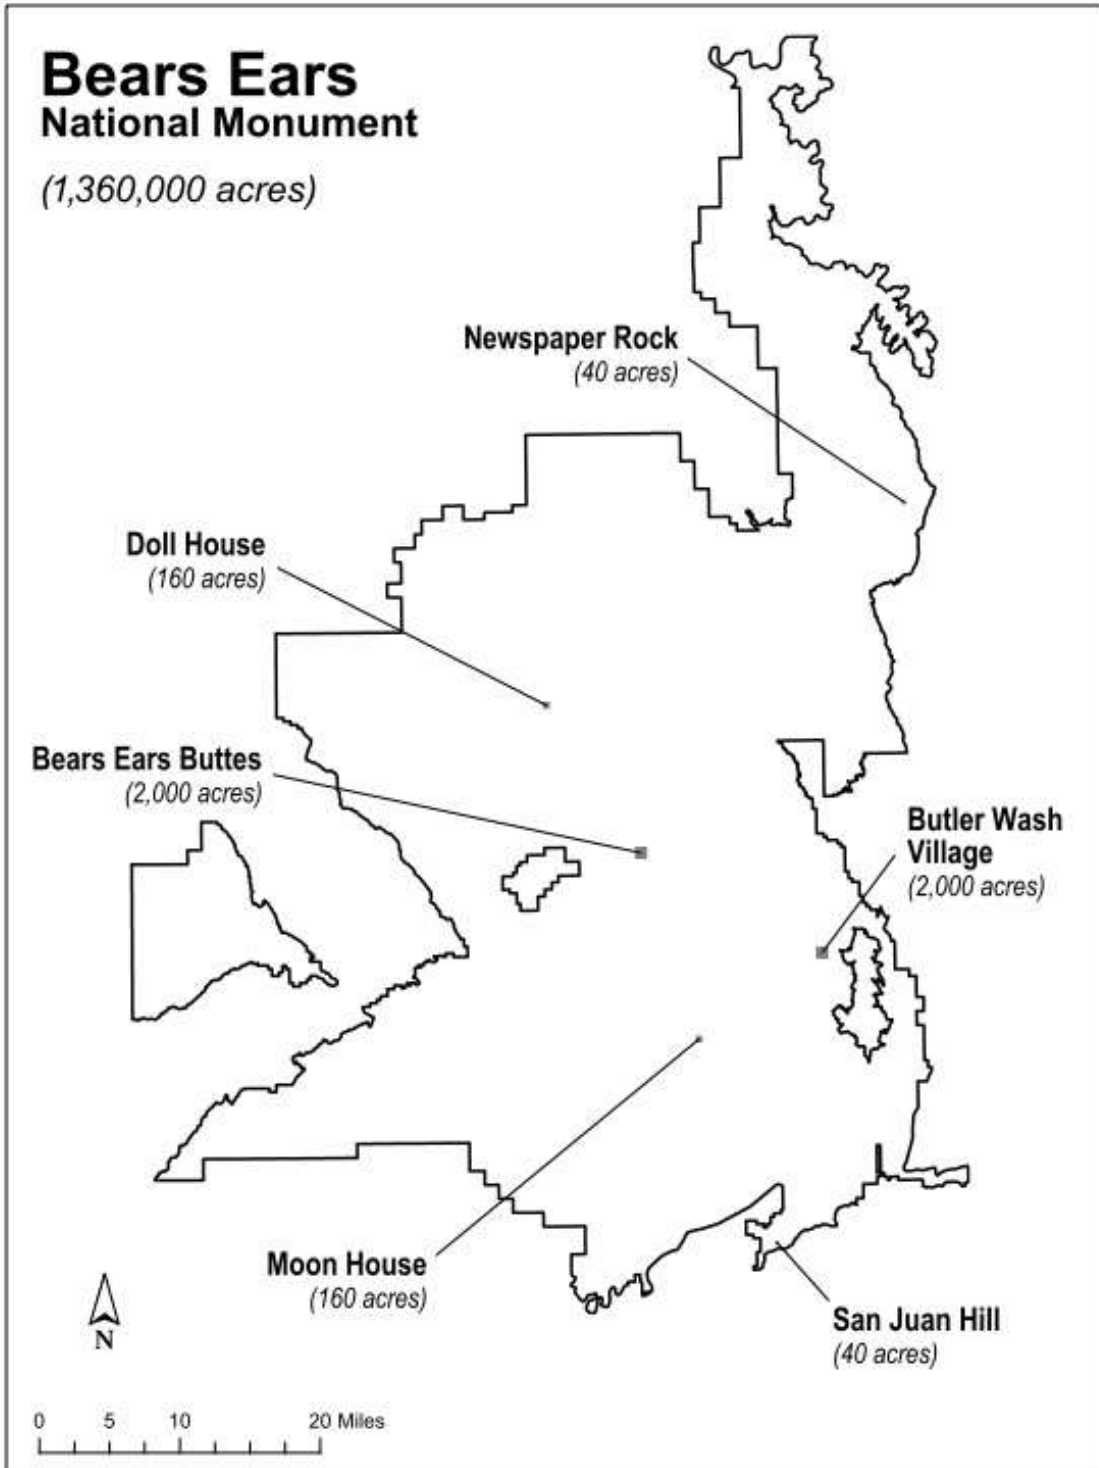 Bears Ears
National Monument
(1,360,000 acres)
Newspaper Rock
(40 acres)
Doll House
(160 acres)
Bears Ears Buttes
(2,000 acres)
Butler Wash
Village
(2,000 acres)
Moon House
(160 acres)
San Juan Hill
(40 acres)
N
0 5 10 20 Miles